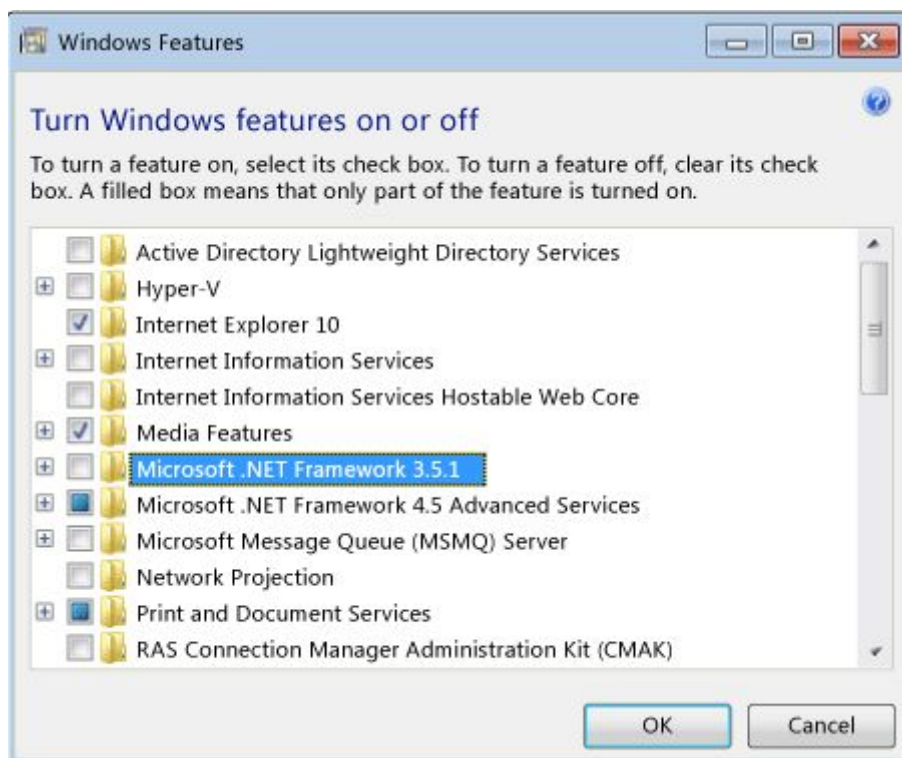 Windows Features
Turn Windows features on or off
To turn a feature on, select its check box. To turn a feature off, clear its check
box. A filled box means that only part of the feature is turned on.
Active Directory Lightweight Directory Services
Hyper-V
Internet Explorer 10
Internet Information Services
Internet Information Services Hostable Web Core
Media Features
Microsoft .NET Framework 3.5.1
Microsoft .NET Framework 4.5 Advanced Services
Microsoft Message Queue (MSMQ) Server
Network Projection
Print and Document Services
RAS Connection Manager Administration Kit (CMAK)
OK Cancel